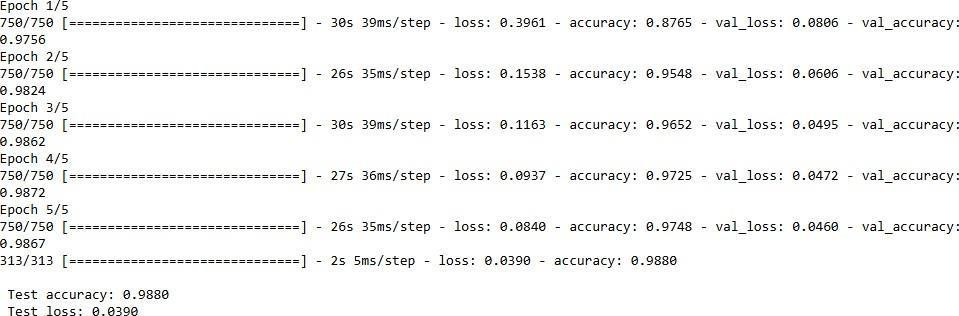 Epoch 1/5
750/750 [==============================] - 30s 39ms/step - loss: 0.3961 - accuracy: 0.8765 - val_loss: 0.0806 - val_accuracy:
0.9756
Epoch 2/5
750/750 [==============================] - 26s 35ms/step - loss: 0.1538 - accuracy: 0.9548 - val_loss: 0.0606 - val_accuracy:
0.9824
Epoch 3/5
750/750 [==============================] - 30s 39ms/step - loss: 0.1163 - accuracy: 0.9652 - val_loss: 0.0495 - val_accuracy:
0.9862
Epoch 4/5
750/750 [==============================] - 27s 36ms/step - loss: 0.0937 - accuracy: 0.9725 - val_loss: 0.0472 - val_accuracy:
0.9872
Epoch 5/5
750/750 [==============================] - 26s 35ms/step - loss: 0.0840 - accuracy: 0.9748 - val_loss: 0.0460 - val_accuracy:
0.9867
313/313 [==============================] - 2s 5ms/step - loss: 0.0390 - accuracy: 0.9880
Test accuracy: 0.9880
Test loss: 0.0390